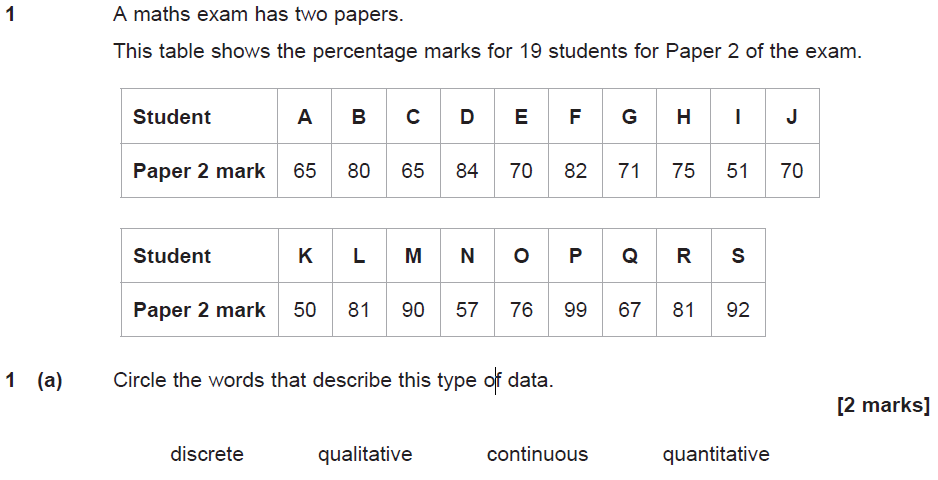 1 A maths exam has two papers.
This table shows the percentage marks for 19 students for Paper 2 of the exam.
Student A B C D E F G H I J
Paper 2 mark 65 80 65 84 70 82 71 75 51 70
Student K L M N O P Q R S
Paper 2 mark 50 81 90 57 76 99 67 81 92
1 (a) Circle the words that describe this type of data.
[2 marks]
discrete qualitative continuous quantitative